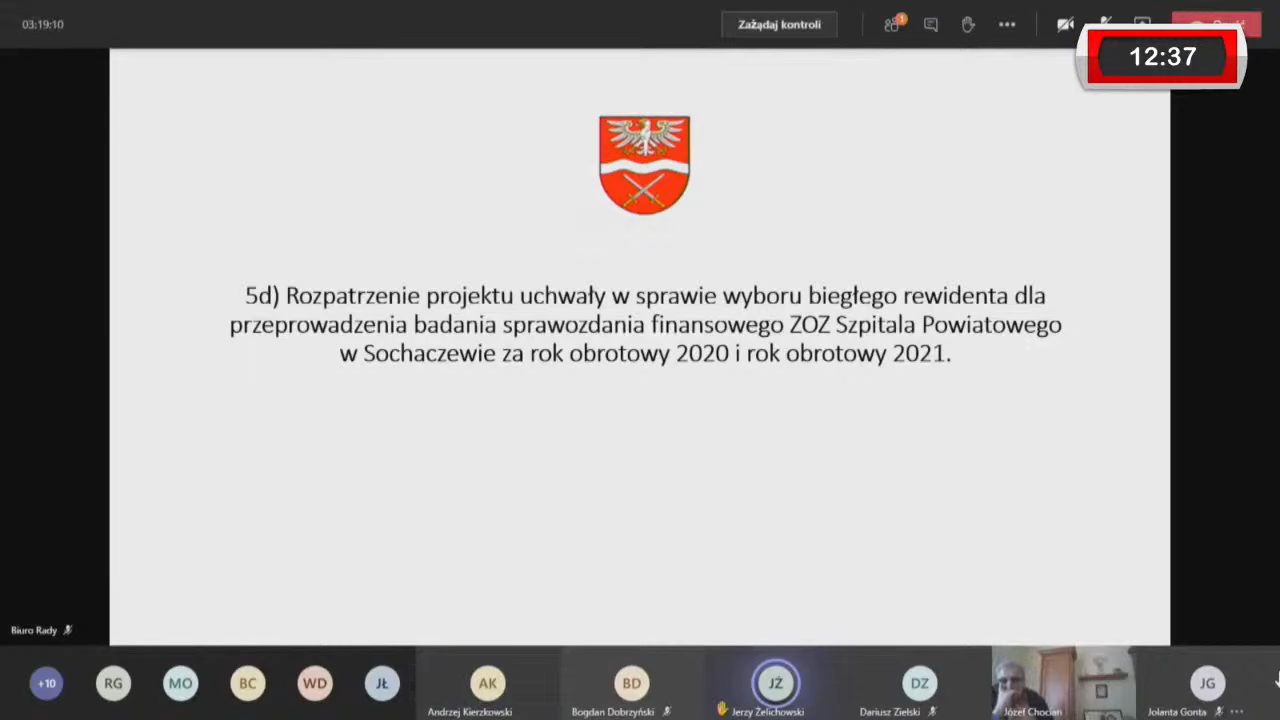 03:19:10
Zażądaj kontroli
1
12:37
5d) Rozpatrzenie projektu uchwały w sprawie wyboru biegłego rewidenta dla
przeprowadzenia badania sprawozdania finansowego ZOZ Szpitala Powiatowego
w Sochaczewie za rok obrotowy 2020 i rok obrotowy 2021.
Biuro Rady
+10
RG
MO
BC
WD
JŁ
AK
BD
JŻ
DZ
JG
Andrzej Kierzkowski
Bogdan Dobrzyński
Jerzy Żelichowski
Dariusz Zielski
Józef Chocian
Jolanta Gonta